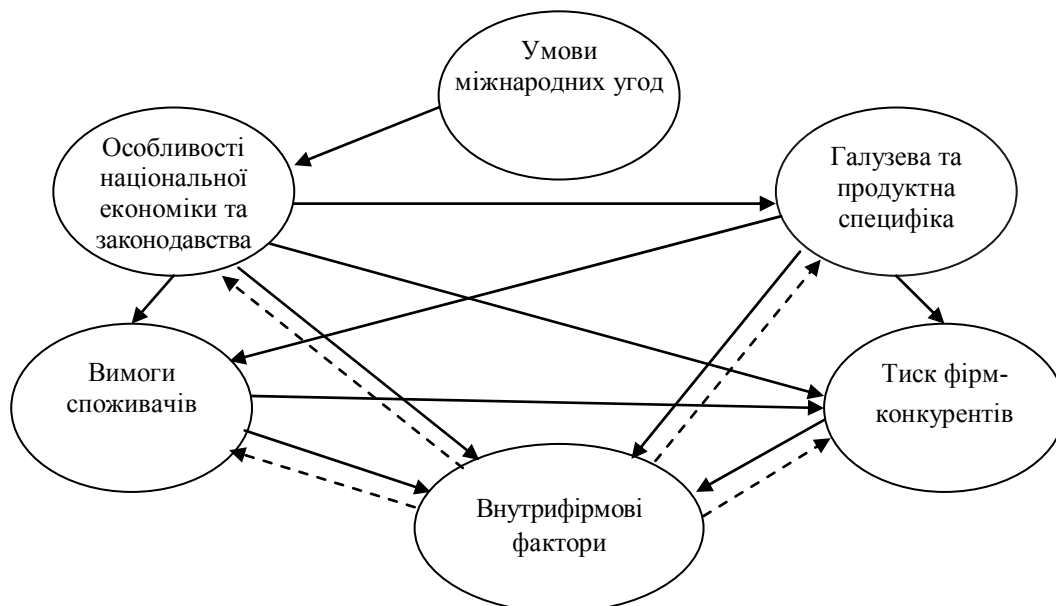 Умови
міжнародних угод
Особливості
національної
економіки та
законодавства
Галузева та
продуктна
специфіка
Вимоги
споживачів
Тиск фірм-
конкурентів
Внутрифірмові
фактори